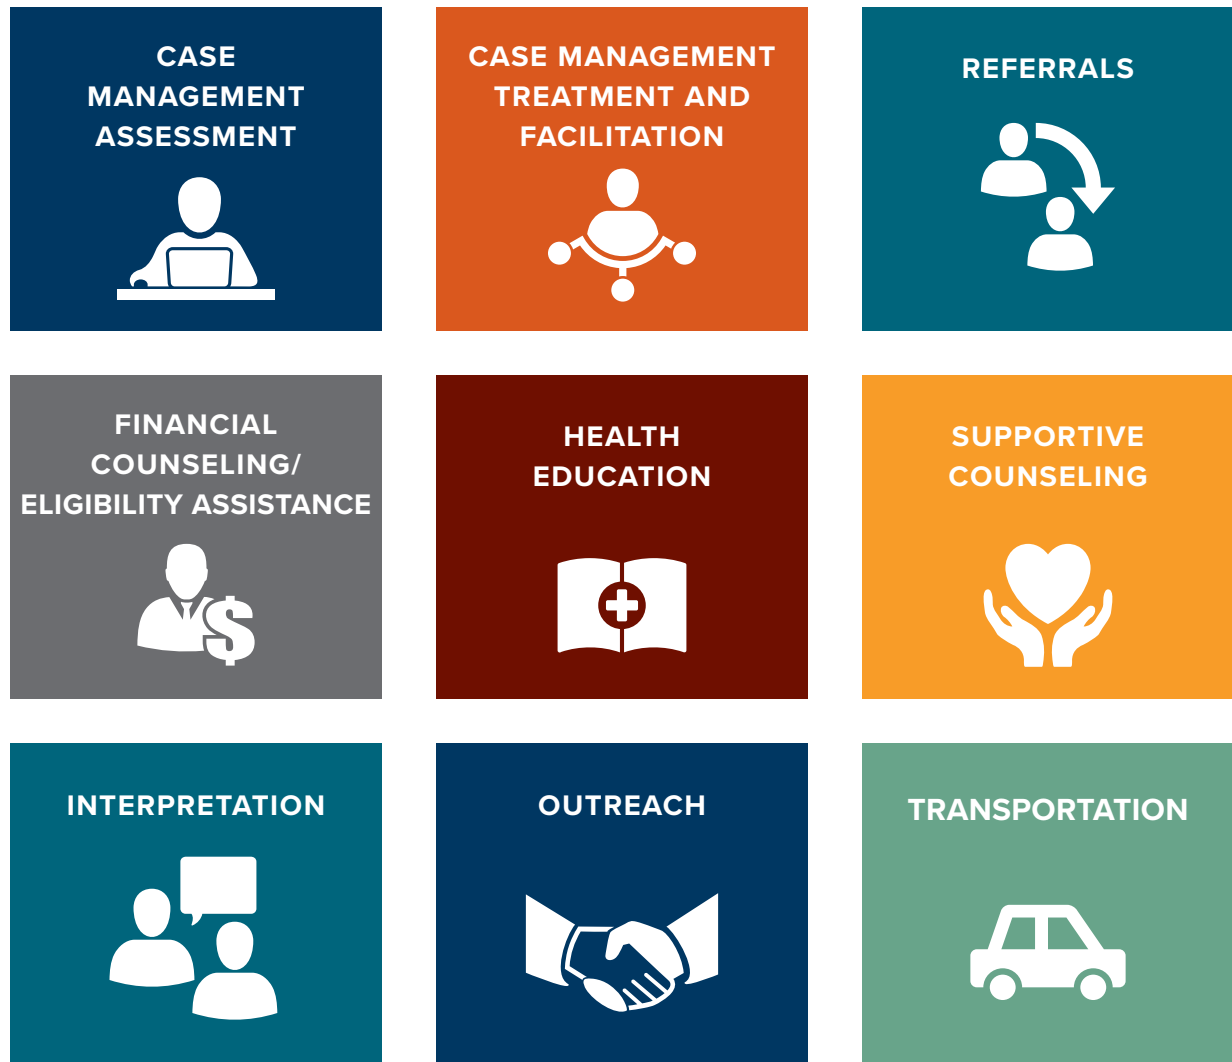 CASE
MANAGEMENT
ASSESSMENT
CASE MANAGEMENT
TREATMENT AND
FACILITATION
REFERRALS
FINANCIAL
COUNSELING/
ELIGIBILITY ASSISTANCE
$
HEALTH
EDUCATION
SUPPORTIVE
COUNSELING
INTERPRETATION
OUTREACH
TRANSPORTATION